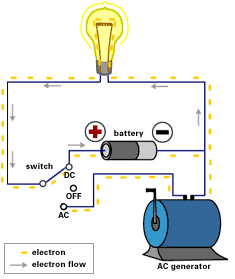 battery
switch
DC
OFF
AC
electron
electron flow
AC generator